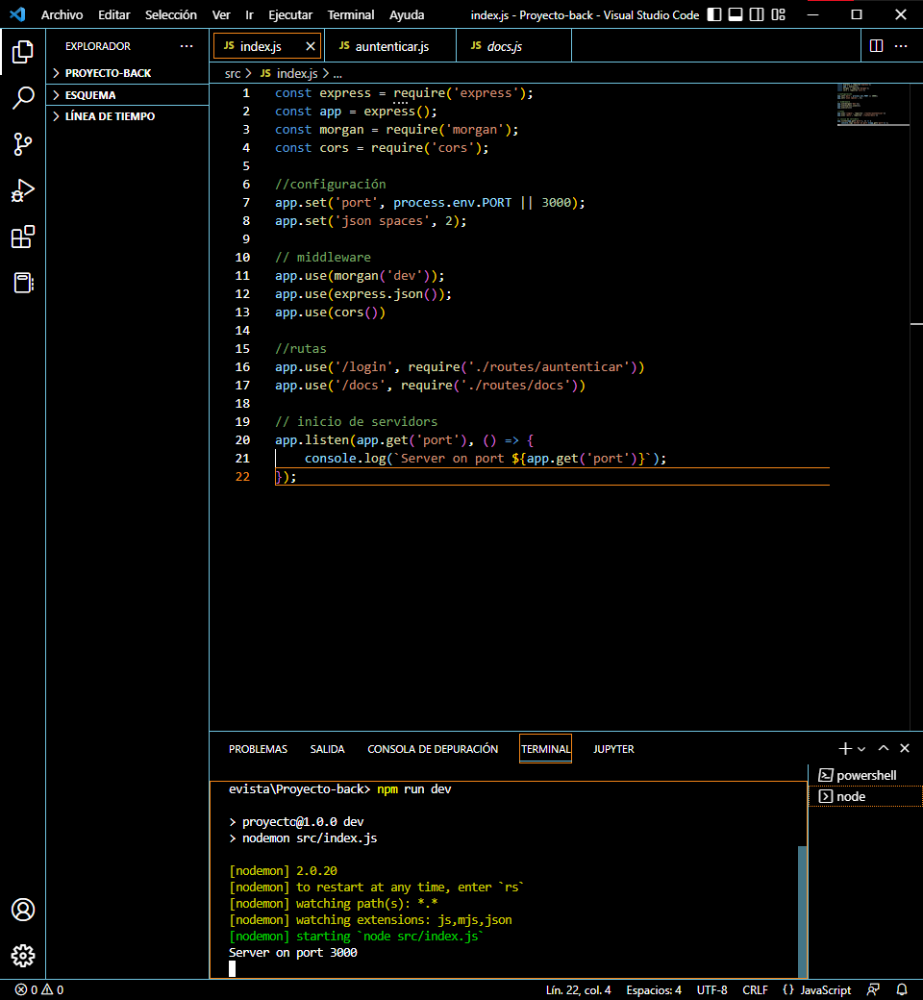 Archivo Editar Selección Ver Ir Ejecutar Terminal Ayuda index.js - Proyecto-back - Visual Studio Code
EXPLORADOR ...
PROYECTO-BACK
ESQUEMA
LÍNEA DE TIEMPO
JS index.js JS auntenticar.js JS docs.js
src > JS index.js > ...
1 const express = require('express');
2 const app = express();
3 const morgan = require('morgan');
4 const cors = require('cors');
5
6 //configuración
7 app.set('port', process.env.PORT || 3000);
8 app.set('json spaces', 2);
9
10 // middleware
11 app.use(morgan('dev'));
12 app.use(express.json());
13 app.use(cors())
14
15 //rutas
16 app.use('/login', require('./routes/auntenticar'))
17 app.use('/docs', require('./routes/docs'))
18
19 // inicio de servidors
20 app.listen(app.get('port'), () => {
21     console.log(`Server on port ${app.get('port')}`);
22 });
PROBLEMAS SALIDA CONSOLA DE DEPURACIÓN TERMINAL JUPYTER
powershell
node
evista\Proyecto-back> npm run dev
> proyecto@1.0.0 dev
> nodemon src/index.js
[nodemon] 2.0.20
[nodemon] to restart at any time, enter `rs`
[nodemon] watching path(s): *.*
[nodemon] watching extensions: js,mjs,json
[nodemon] starting `node src/index.js`
Server on port 3000
0 0 Lín. 22, col. 4 Espacios: 4 UTF-8 CRLF {} JavaScript